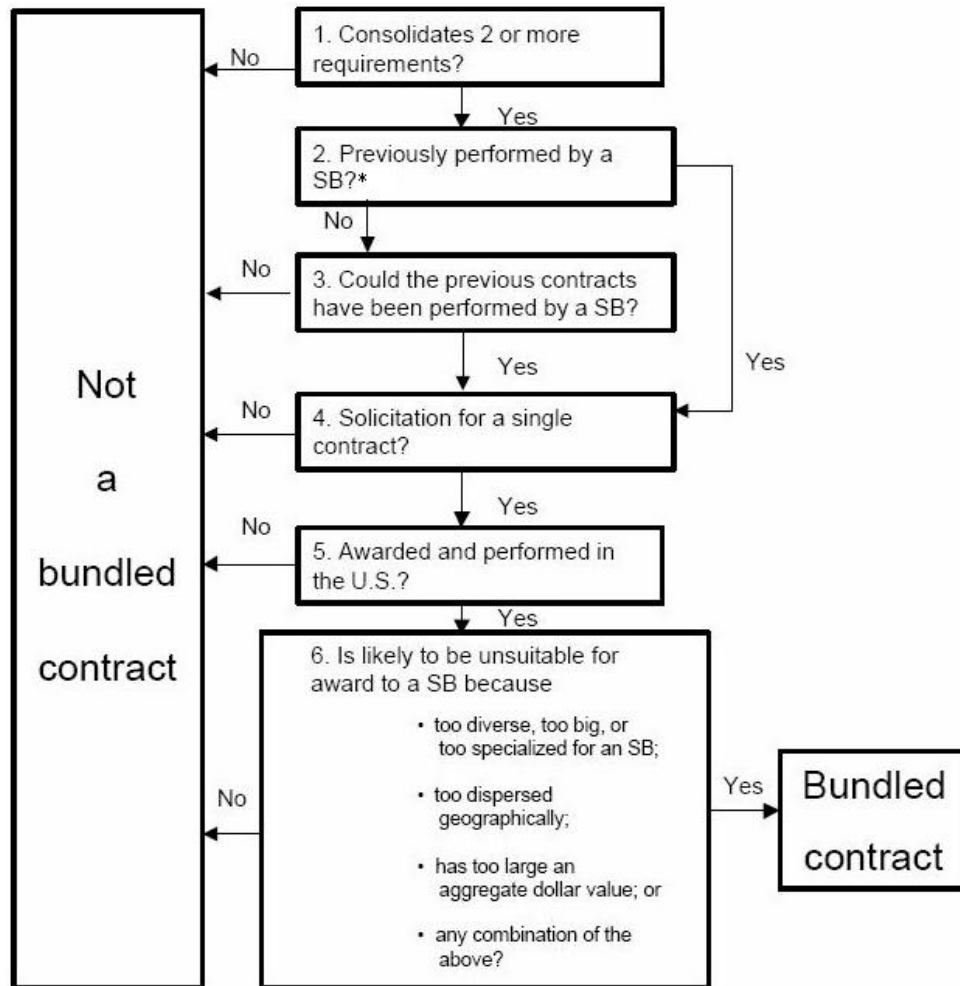 1. Consolidates 2 or more
requirements?
No
Yes
2. Previously performed by a
SB?*
No
Yes
3. Could the previous contracts
have been performed by a SB?
No
Yes
4. Solicitation for a single
contract?
No
Yes
5. Awarded and performed in
the U.S.?
No
Yes
6. Is likely to be unsuitable for
award to a SB because
• too diverse, too big, or
too specialized for an SB;
• too dispersed
geographically;
• has too large an
aggregate dollar value; or
• any combination of the
above?
No
Yes
Not
a
bundled
contract
Bundled
contract